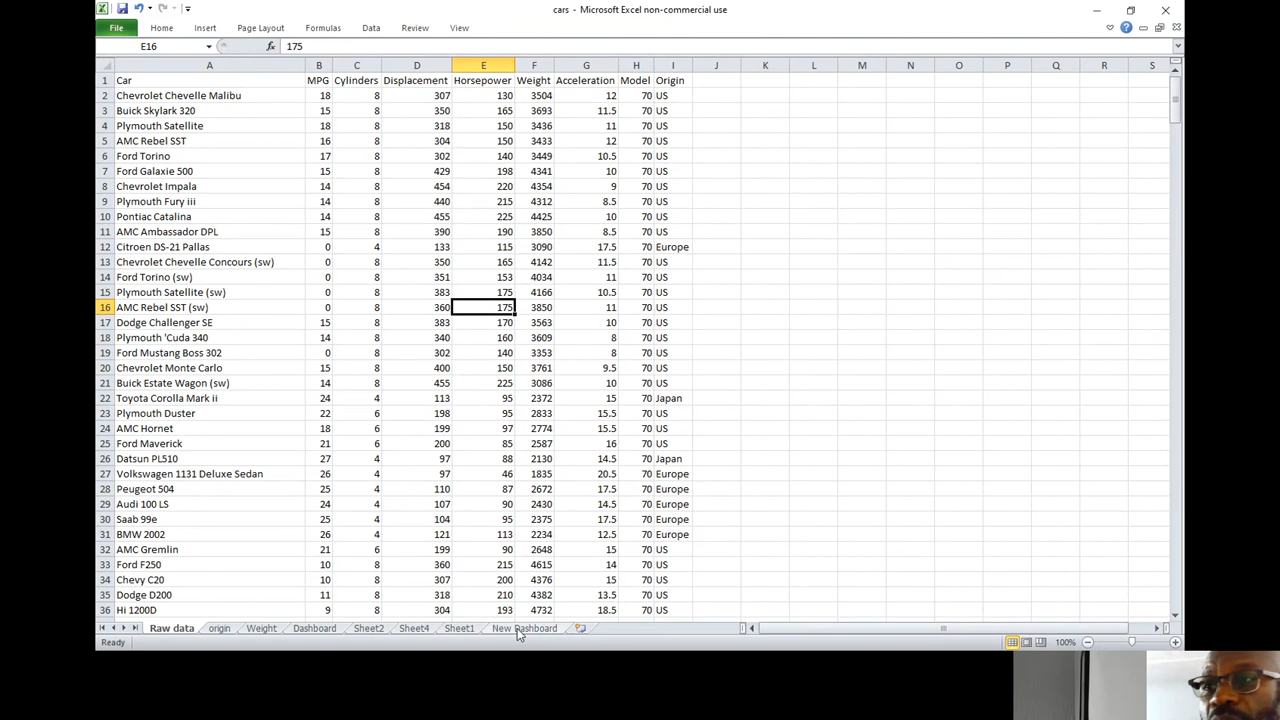 cars - Microsoft Excel non-commercial use
File Home Insert Page Layout Formulas Data Review View
E16 fx 175
A B C D E F G H I J K L M N O P Q R S
1 Car MPG Cylinders Displacement Horsepower Weight Acceleration Model Origin
2 Chevrolet Chevelle Malibu 18 8 307 130 3504 12 70 US
3 Buick Skylark 320 15 8 350 165 3693 11.5 70 US
4 Plymouth Satellite 18 8 318 150 3436 11 70 US
5 AMC Rebel SST 16 8 304 150 3433 12 70 US
6 Ford Torino 17 8 302 140 3449 10.5 70 US
7 Ford Galaxie 500 15 8 429 198 4341 10 70 US
8 Chevrolet Impala 14 8 454 220 4354 9 70 US
9 Plymouth Fury iii 14 8 440 215 4312 8.5 70 US
10 Pontiac Catalina 14 8 455 225 4425 10 70 US
11 AMC Ambassador DPL 15 8 390 190 3850 8.5 70 US
12 Citroen DS-21 Pallas 0 4 133 115 3090 17.5 70 Europe
13 Chevrolet Chevelle Concours (sw) 0 8 350 165 4142 11.5 70 US
14 Ford Torino (sw) 0 8 351 153 4034 11 70 US
15 Plymouth Satellite (sw) 0 8 383 175 4166 10.5 70 US
16 AMC Rebel SST (sw) 0 8 360 175 3850 11 70 US
17 Dodge Challenger SE 15 8 383 170 3563 10 70 US
18 Plymouth 'Cuda 340 14 8 340 160 3609 8 70 US
19 Ford Mustang Boss 302 0 8 302 140 3353 8 70 US
20 Chevrolet Monte Carlo 15 8 400 150 3761 9.5 70 US
21 Buick Estate Wagon (sw) 14 8 455 225 3086 10 70 US
22 Toyota Corolla Mark ii 24 4 113 95 2372 15 70 Japan
23 Plymouth Duster 22 6 198 95 2833 15.5 70 US
24 AMC Hornet 18 6 199 97 2774 15.5 70 US
25 Ford Maverick 21 6 200 85 2587 16 70 US
26 Datsun PL510 27 4 97 88 2130 14.5 70 Japan
27 Volkswagen 1131 Deluxe Sedan 26 4 97 46 1835 20.5 70 Europe
28 Peugeot 504 25 4 110 87 2672 17.5 70 Europe
29 Audi 100 LS 24 4 107 90 2430 14.5 70 Europe
30 Saab 99e 25 4 104 95 2375 17.5 70 Europe
31 BMW 2002 26 4 121 113 2234 12.5 70 Europe
32 AMC Gremlin 21 6 199 90 2648 15 70 US
33 Ford F250 10 8 360 215 4615 14 70 US
34 Chevy C20 10 8 307 200 4376 15 70 US
35 Dodge D200 11 8 318 210 4382 13.5 70 US
36 Hi 1200D 9 8 304 193 4732 18.5 70 US
Raw data origin Weight Dashboard Sheet2 Sheet4 Sheet1 New Dashboard
Ready 100%